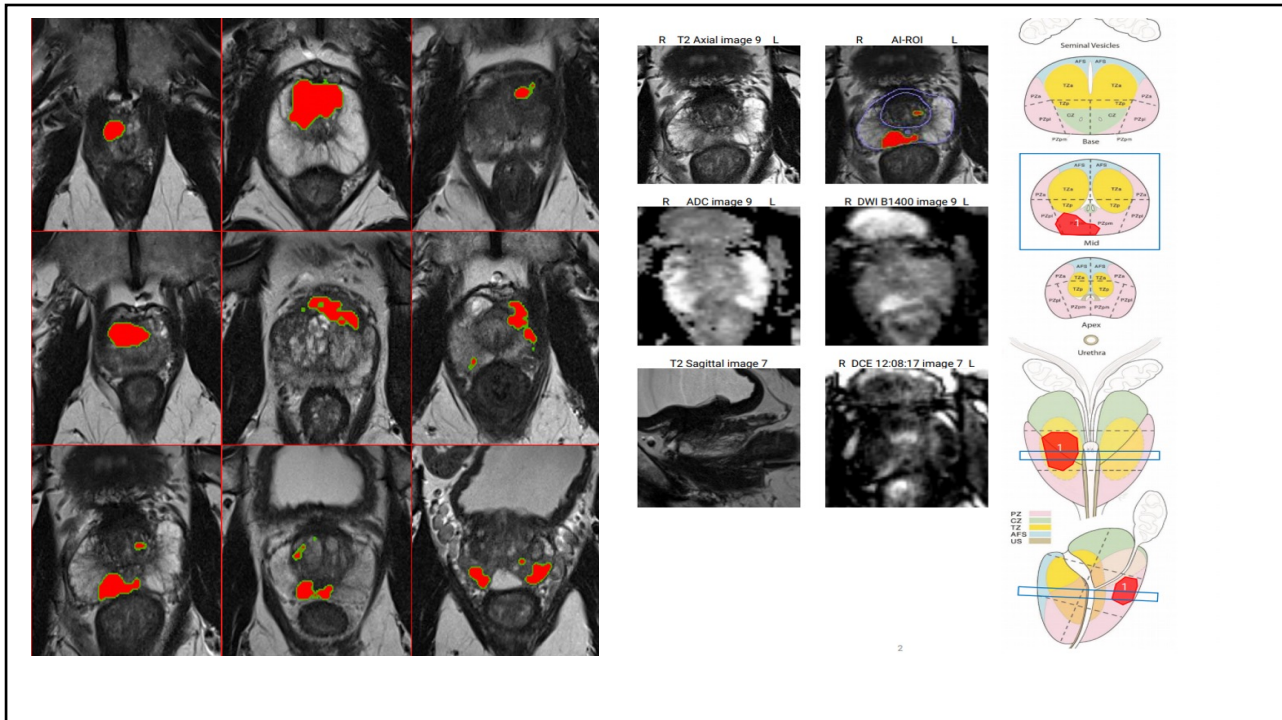 R T2 Axial image 9 L
R AI-ROI L
R ADC image 9 L
R DWI B1400 image 9 L
T2 Sagittal image 7
R DCE 12:08:17 image 7 L
2
Seminal Vesicles
AFS AFS
TZa TZa
PZa PZa
TZp TZp
CZ CZ
PZpl PZpl
PZpm PZpm
Base
AFS AFS
TZa TZa
PZa PZa
TZp TZp
PZpl PZpl
1 PZpm
Mid
AFS AFS
TZa TZa
PZa PZa
TZp TZp
PZpl PZpl
PZpm PZpm
Apex
Urethra
1
PZ
CZ
TZ
AFS
US
1